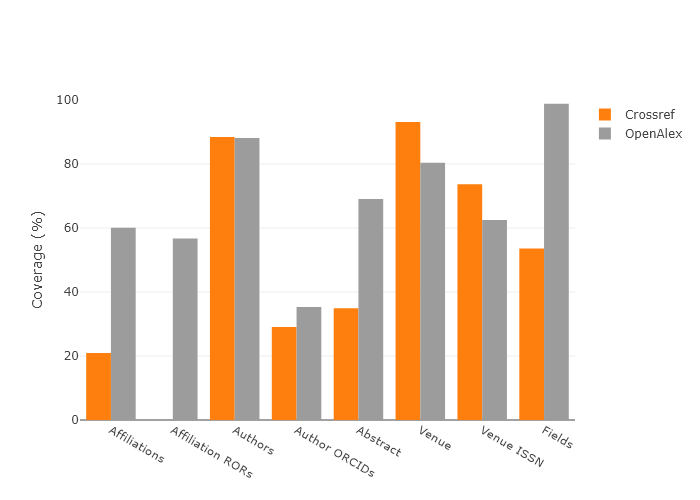 100
80
60
40
20
0
Coverage (%)
Affiliations
Affiliation RORs
Authors
Author ORCIDs
Abstract
Venue
Venue ISSN
Fields
Crossref
OpenAlex